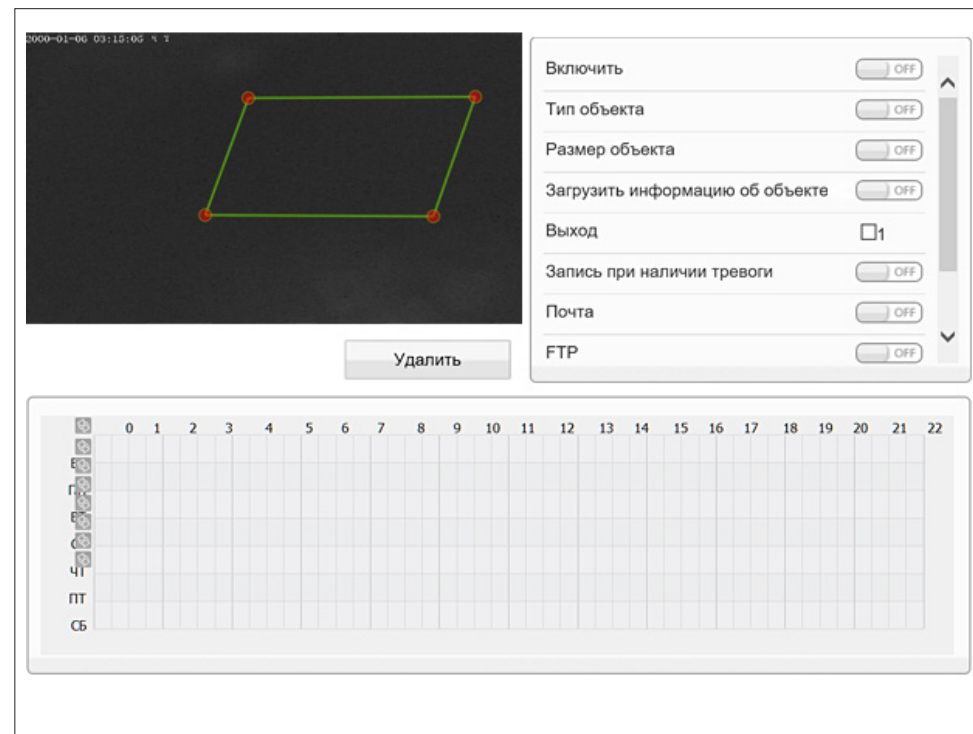 2000-01-06 03:15:06
Включить OFF
Тип объекта OFF
Размер объекта OFF
Загрузить информацию об объекте OFF
Выход 1
Запись при наличии тревоги OFF
Почта OFF
FTP OFF
Удалить
0 1 2 3 4 5 6 7 8 9 10 11 12 13 14 15 16 17 18 19 20 21 22
ЧТ
ПТ
СБ